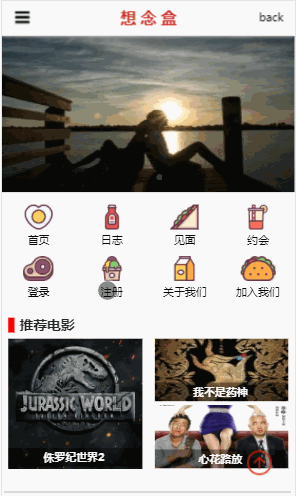 想念盒
back
首页 日志 见面 约会
登录 注册 关于我们 加入我们
推荐电影
JURASSIC WORLD
侏罗纪世界2
我不是药神
心花路放